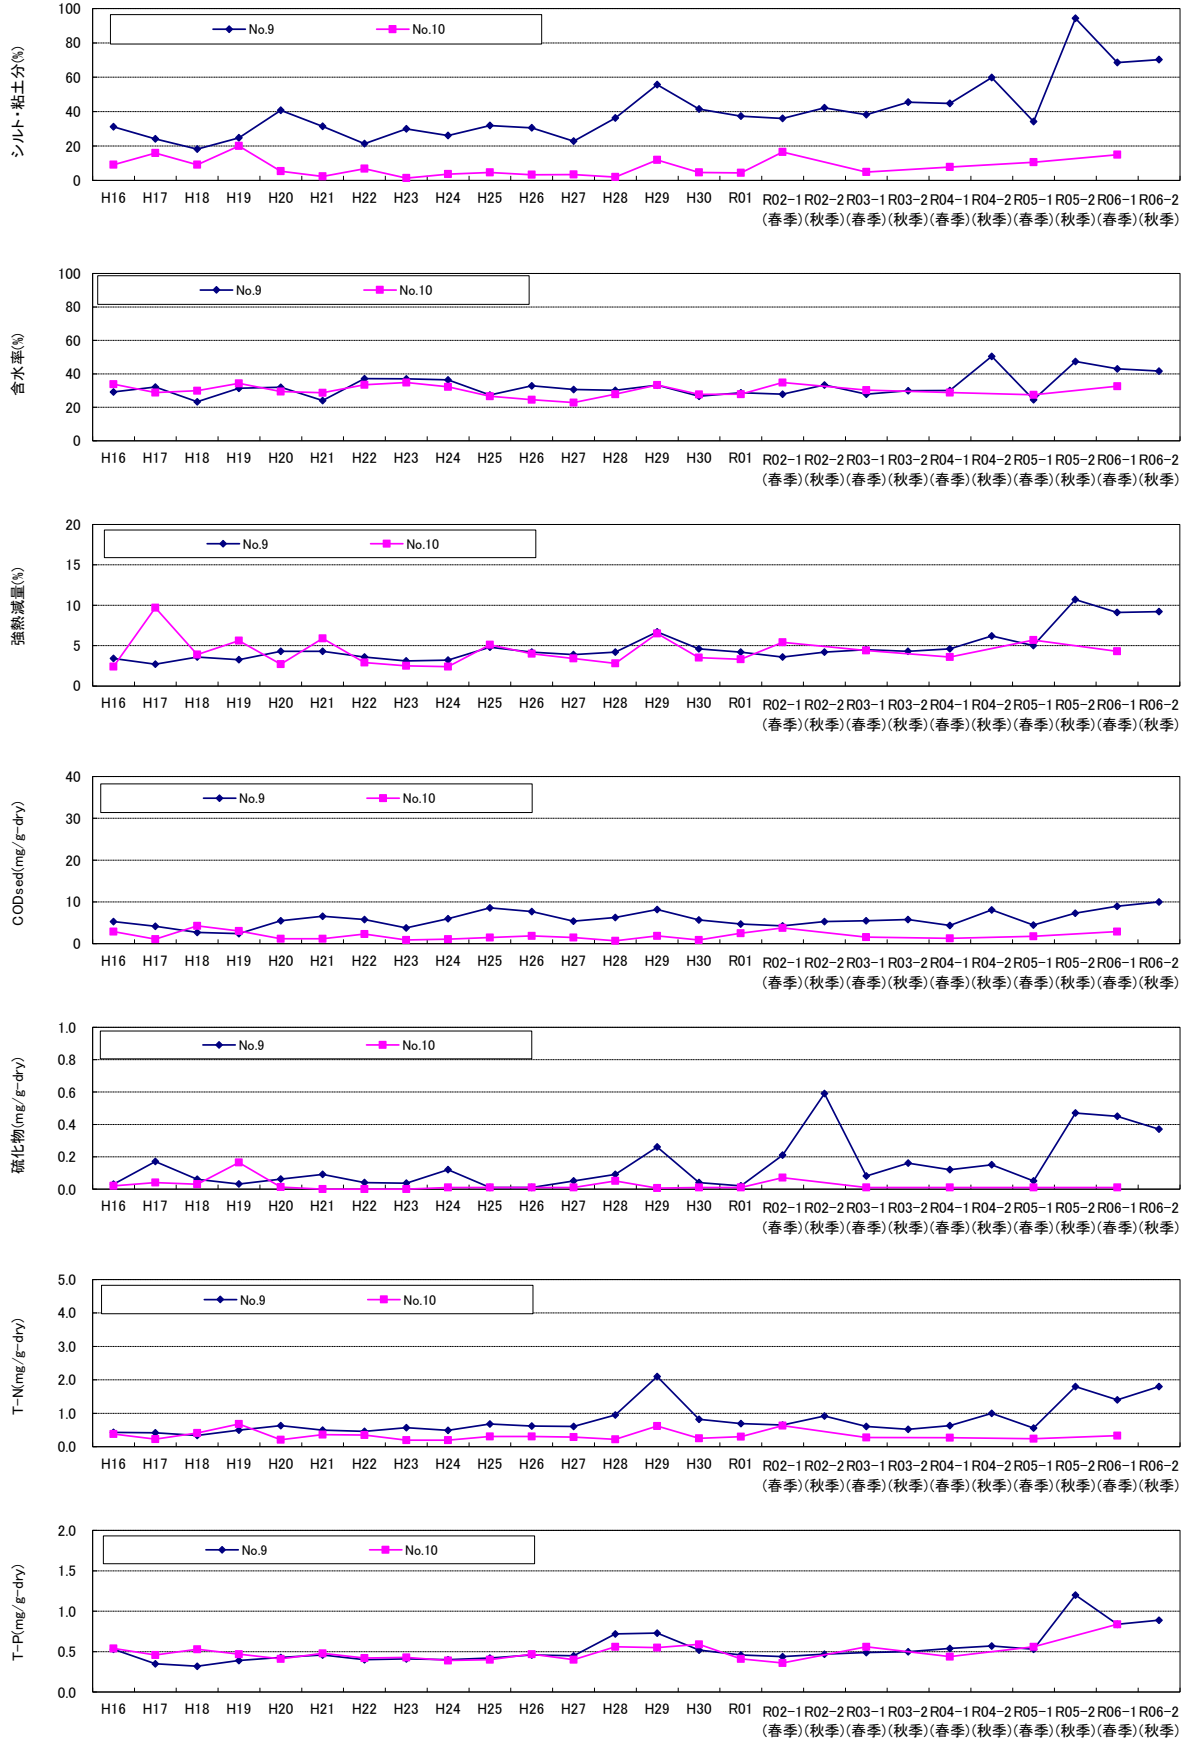 シルト・粘土分(%)
100
80
60
40
20
0
No.9 No.10
H16 H17 H18 H19 H20 H21 H22 H23 H24 H25 H26 H27 H28 H29 H30 R01 R02-1 R02-2 R03-1 R03-2 R04-1 R04-2 R05-1 R05-2 R06-1 R06-2
(春季)(秋季)(春季)(秋季)(春季)(秋季)(春季)(秋季)(春季)(秋季)
含水率(%)
100
80
60
40
20
0
No.9 No.10
H16 H17 H18 H19 H20 H21 H22 H23 H24 H25 H26 H27 H28 H29 H30 R01 R02-1 R02-2 R03-1 R03-2 R04-1 R04-2 R05-1 R05-2 R06-1 R06-2
(春季)(秋季)(春季)(秋季)(春季)(秋季)(春季)(秋季)(春季)(秋季)
強熱減量(%)
20
15
10
5
0
No.9 No.10
H16 H17 H18 H19 H20 H21 H22 H23 H24 H25 H26 H27 H28 H29 H30 R01 R02-1 R02-2 R03-1 R03-2 R04-1 R04-2 R05-1 R05-2 R06-1 R06-2
(春季)(秋季)(春季)(秋季)(春季)(秋季)(春季)(秋季)(春季)(秋季)
CODsed(mg/g-dry)
40
30
20
10
0
No.9 No.10
H16 H17 H18 H19 H20 H21 H22 H23 H24 H25 H26 H27 H28 H29 H30 R01 R02-1 R02-2 R03-1 R03-2 R04-1 R04-2 R05-1 R05-2 R06-1 R06-2
(春季)(秋季)(春季)(秋季)(春季)(秋季)(春季)(秋季)(春季)(秋季)
硫化物(mg/g-dry)
1.0
0.8
0.6
0.4
0.2
0.0
No.9 No.10
H16 H17 H18 H19 H20 H21 H22 H23 H24 H25 H26 H27 H28 H29 H30 R01 R02-1 R02-2 R03-1 R03-2 R04-1 R04-2 R05-1 R05-2 R06-1 R06-2
(春季)(秋季)(春季)(秋季)(春季)(秋季)(春季)(秋季)(春季)(秋季)
T-N(mg/g-dry)
5.0
4.0
3.0
2.0
1.0
0.0
No.9 No.10
H16 H17 H18 H19 H20 H21 H22 H23 H24 H25 H26 H27 H28 H29 H30 R01 R02-1 R02-2 R03-1 R03-2 R04-1 R04-2 R05-1 R05-2 R06-1 R06-2
(春季)(秋季)(春季)(秋季)(春季)(秋季)(春季)(秋季)(春季)(秋季)
T-P(mg/g-dry)
2.0
1.5
1.0
0.5
0.0
No.9 No.10
H16 H17 H18 H19 H20 H21 H22 H23 H24 H25 H26 H27 H28 H29 H30 R01 R02-1 R02-2 R03-1 R03-2 R04-1 R04-2 R05-1 R05-2 R06-1 R06-2
(春季)(秋季)(春季)(秋季)(春季)(秋季)(春季)(秋季)(春季)(秋季)